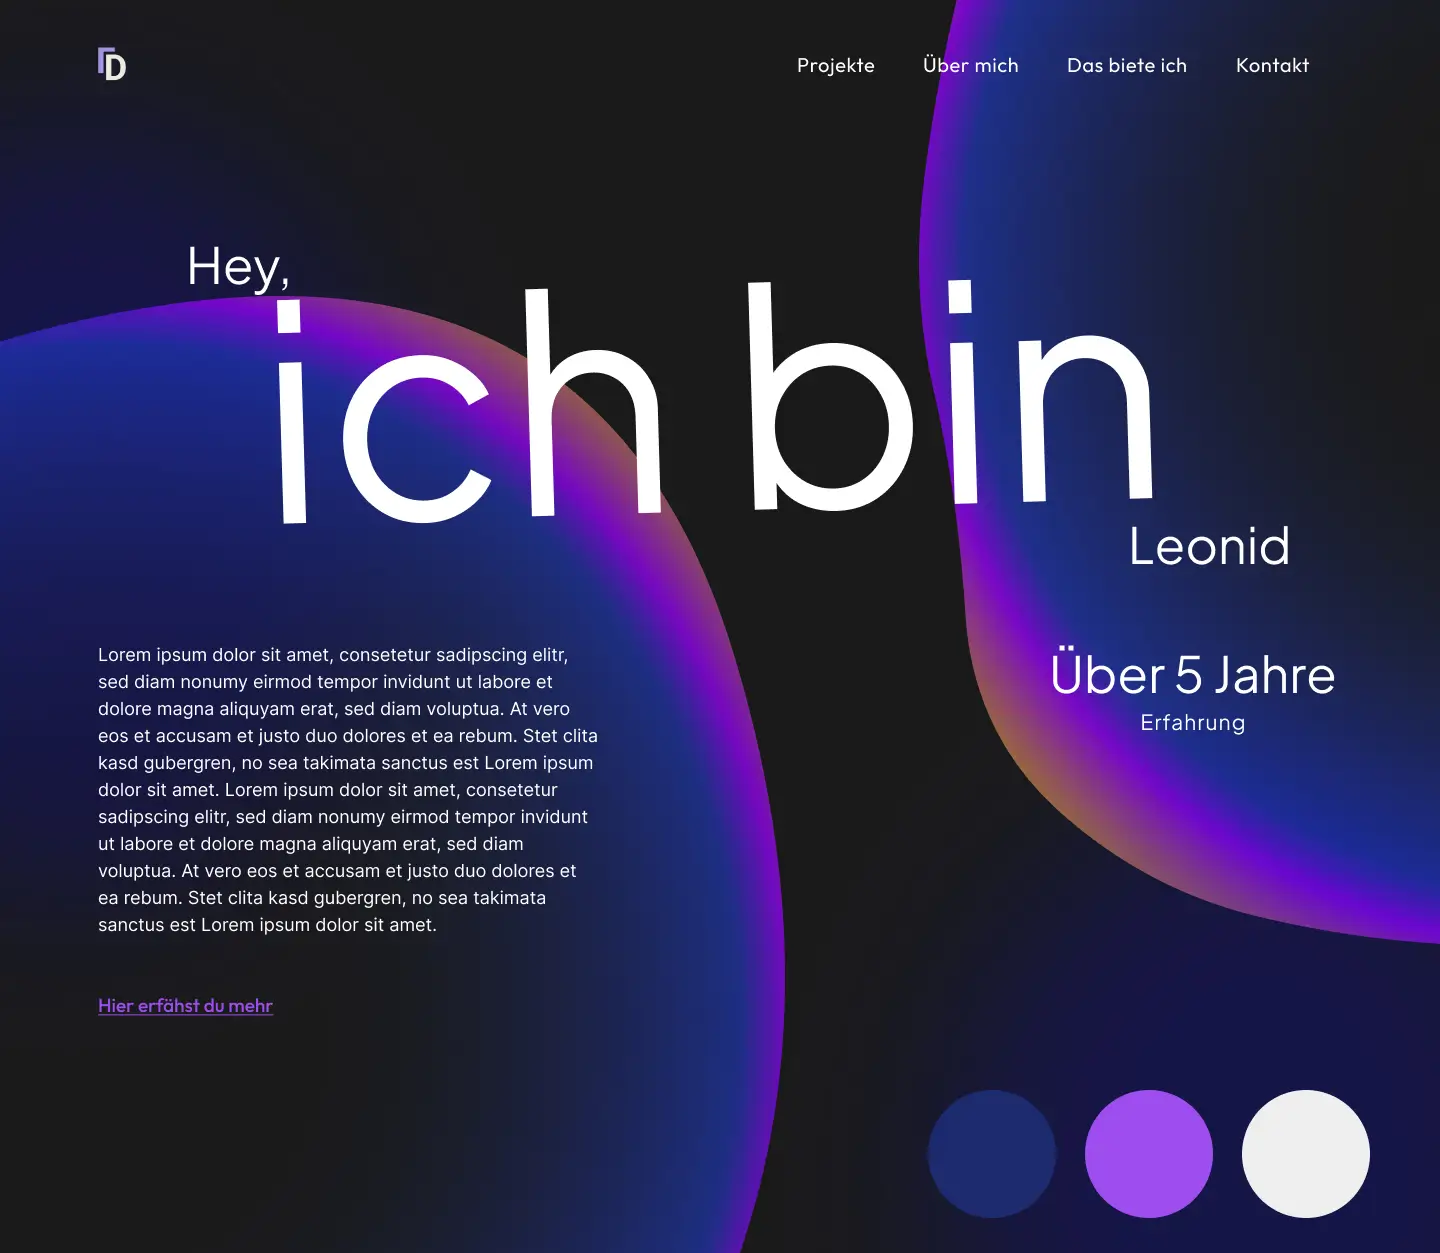 D
Projekte Über mich Das biete ich Kontakt
Hey,
ich bin
Leonid
Über 5 Jahre
Erfahrung
Lorem ipsum dolor sit amet, consetetur sadipscing elitr,
sed diam nonumy eirmod tempor invidunt ut labore et
dolore magna aliquyam erat, sed diam voluptua. At vero
eos et accusam et justo duo dolores et ea rebum. Stet clita
kasd gubergren, no sea takimata sanctus est Lorem ipsum
dolor sit amet. Lorem ipsum dolor sit amet, consetetur
sadipscing elitr, sed diam nonumy eirmod tempor invidunt
ut labore et dolore magna aliquyam erat, sed diam
voluptua. At vero eos et accusam et justo duo dolores et
ea rebum. Stet clita kasd gubergren, no sea takimata
sanctus est Lorem ipsum dolor sit amet.
Hier erfähst du mehr